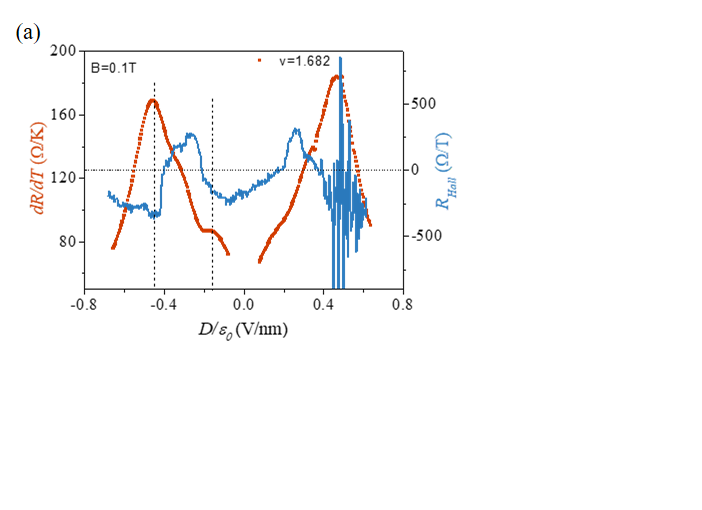 (a)
B=0.1T
v=1.682
200
160
120
80
dR/dT (Ω/K)
500
0
-500
R_Hall (Ω/T)
-0.8 -0.4 0.0 0.4 0.8
D/ε₀ (V/nm)